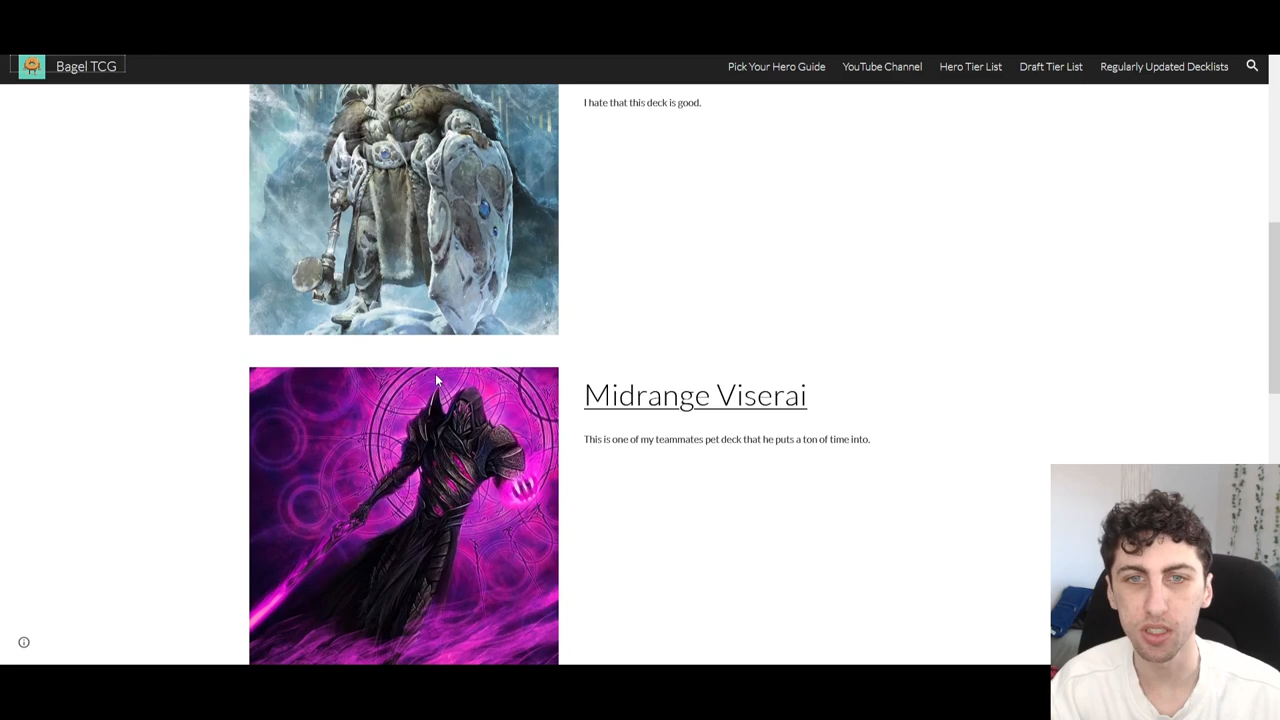 Bagel TCG
Pick Your Hero Guide
YouTube Channel
Hero Tier List
Draft Tier List
Regularly Updated Decklists
I hate that this deck is good.
Midrange Viserai
This is one of my teammates pet deck that he puts a ton of time into.